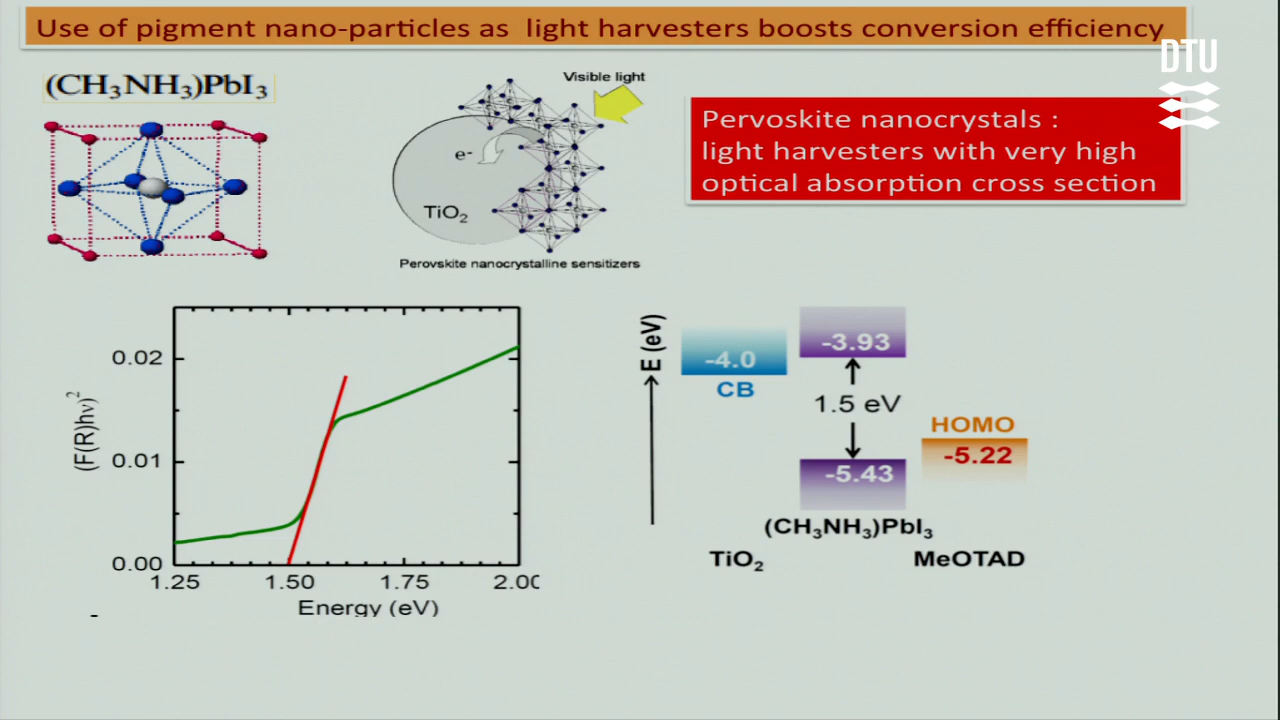 Use of pigment nano-particles as light harvesters boosts conversion efficiency
DTU
(CH₃NH₃)PbI₃
Visible light
e-
TiO₂
Perovskite nanocrystalline sensitizers
Pervoskite nanocrystals :
light harvesters with very high
optical absorption cross section
(F(R)hν)²
0.02
0.01
0.00
1.25
1.50
1.75
2.00
Energy (eV)
E (eV)
-4.0
CB
-3.93
1.5 eV
-5.43
HOMO
-5.22
(CH₃NH₃)PbI₃
TiO₂
MeOTAD